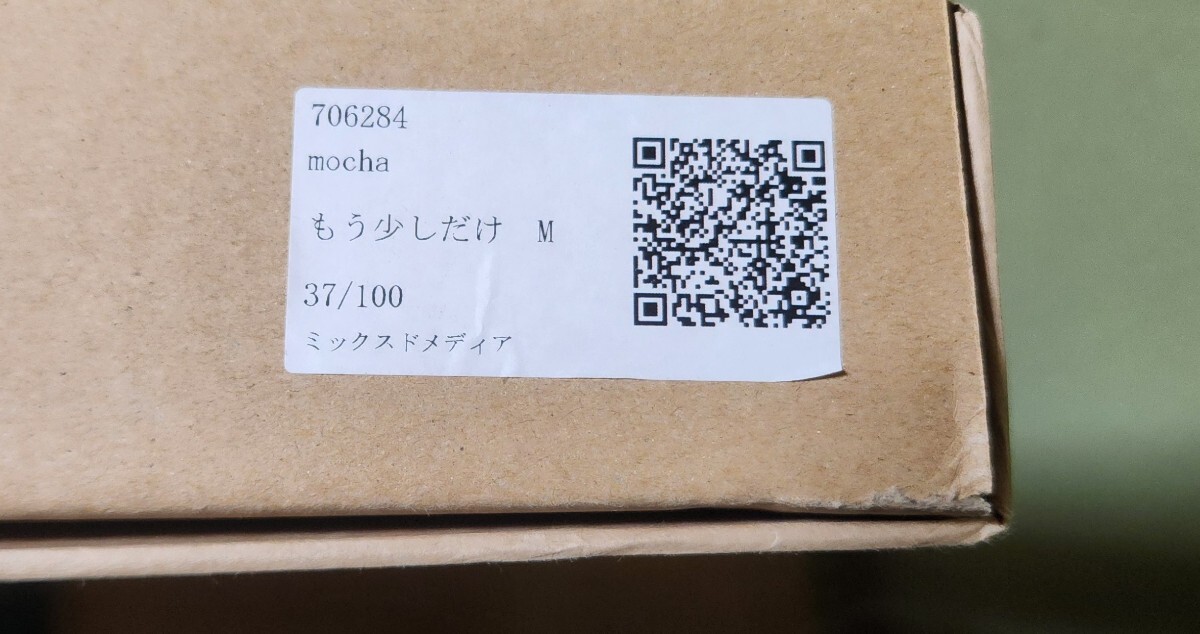 706284
mocha
もう少しだけ　M
37/100
ミックスドメディア